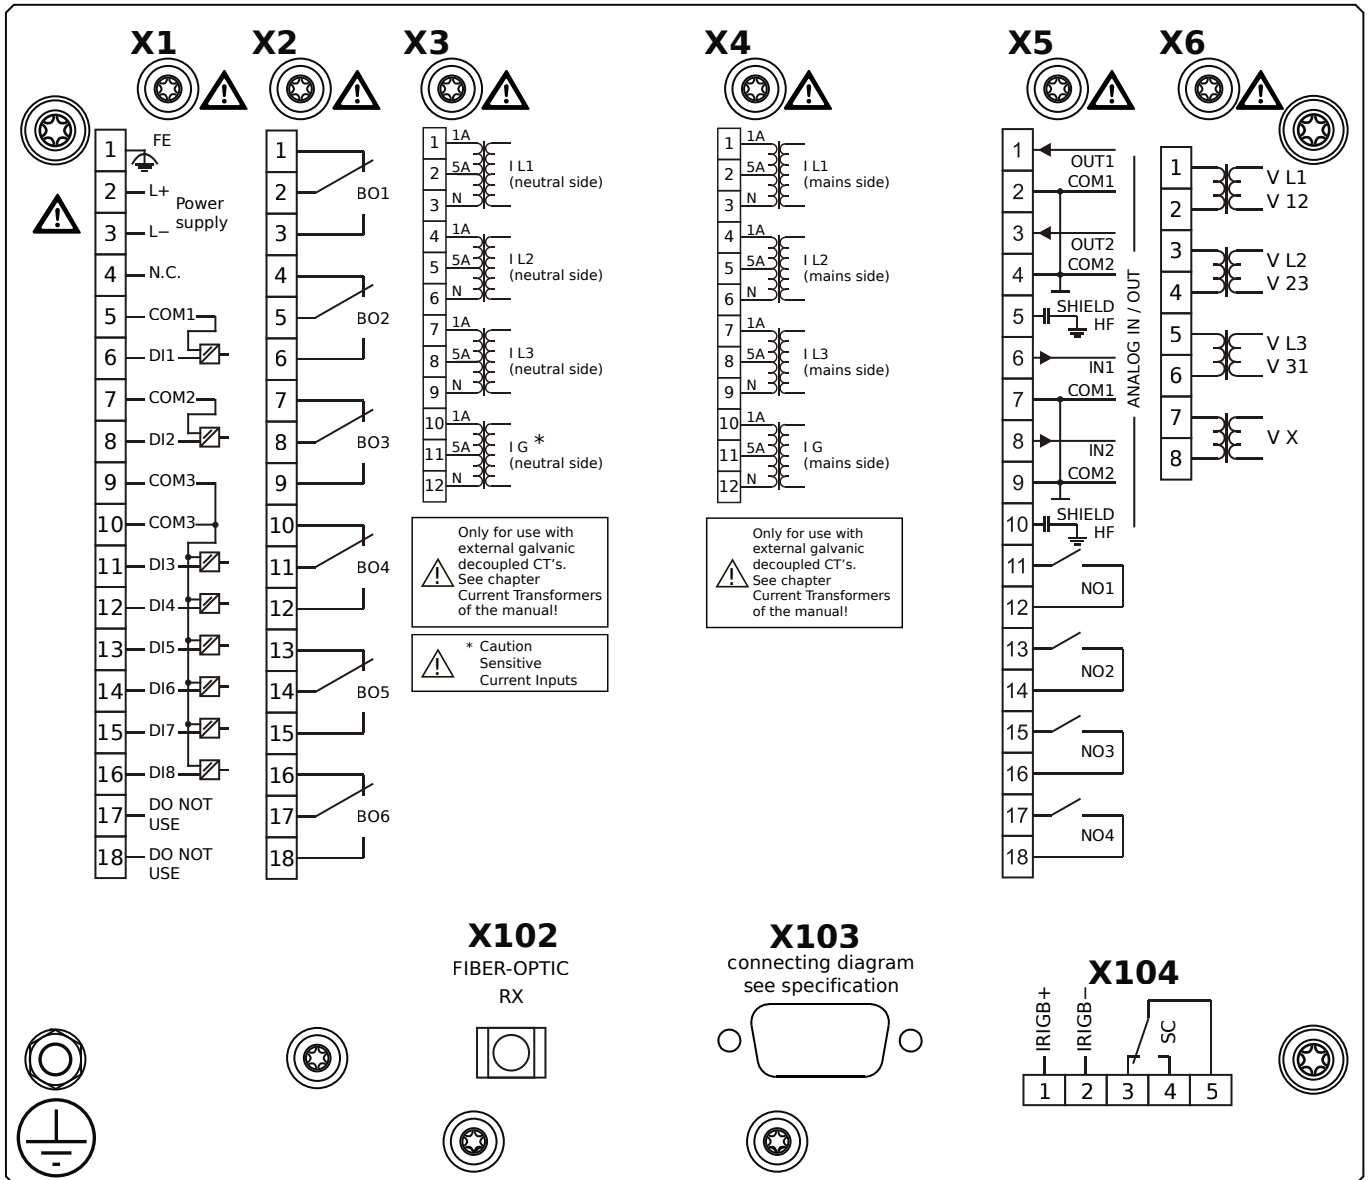 X1
X2
X3
X4
X5
X6
1
FE
2
L+
Power
supply
3
L−
4
N.C.
5
COM1
6
DI1
7
COM2
8
DI2
9
COM3
10
COM3
11
DI3
12
DI4
13
DI5
14
DI6
15
DI7
16
DI8
17
DO NOT
USE
18
DO NOT
USE
1
2
BO1
3
4
5
BO2
6
7
8
BO3
9
10
11
BO4
12
13
14
BO5
15
16
17
BO6
18
1
1A
2
5A
I L1
(neutral side)
3
N
4
1A
5
5A
I L2
(neutral side)
6
N
7
1A
8
5A
I L3
(neutral side)
9
N
10
1A
11
5A
I G *
(neutral side)
12
N
Only for use with
external galvanic
decoupled CT's.
See chapter
Current Transformers
of the manual!
* Caution
Sensitive
Current Inputs
1
1A
2
5A
I L1
(mains side)
3
N
4
1A
5
5A
I L2
(mains side)
6
N
7
1A
8
5A
I L3
(mains side)
9
N
10
1A
11
5A
I G
(mains side)
12
N
Only for use with
external galvanic
decoupled CT's.
See chapter
Current Transformers
of the manual!
1
OUT1
2
COM1
3
OUT2
4
COM2
5
SHIELD
HF
6
IN1
7
COM1
8
IN2
9
COM2
10
SHIELD
HF
ANALOG IN / OUT
11
NO1
12
13
NO2
14
15
NO3
16
17
NO4
18
1
V L1
2
V 12
3
V L2
4
V 23
5
V L3
6
V 31
7
V X
8
X102
FIBER-OPTIC
RX
X103
connecting diagram
see specification
X104
IRIGB+
IRIGB−
SC
1
2
3
4
5